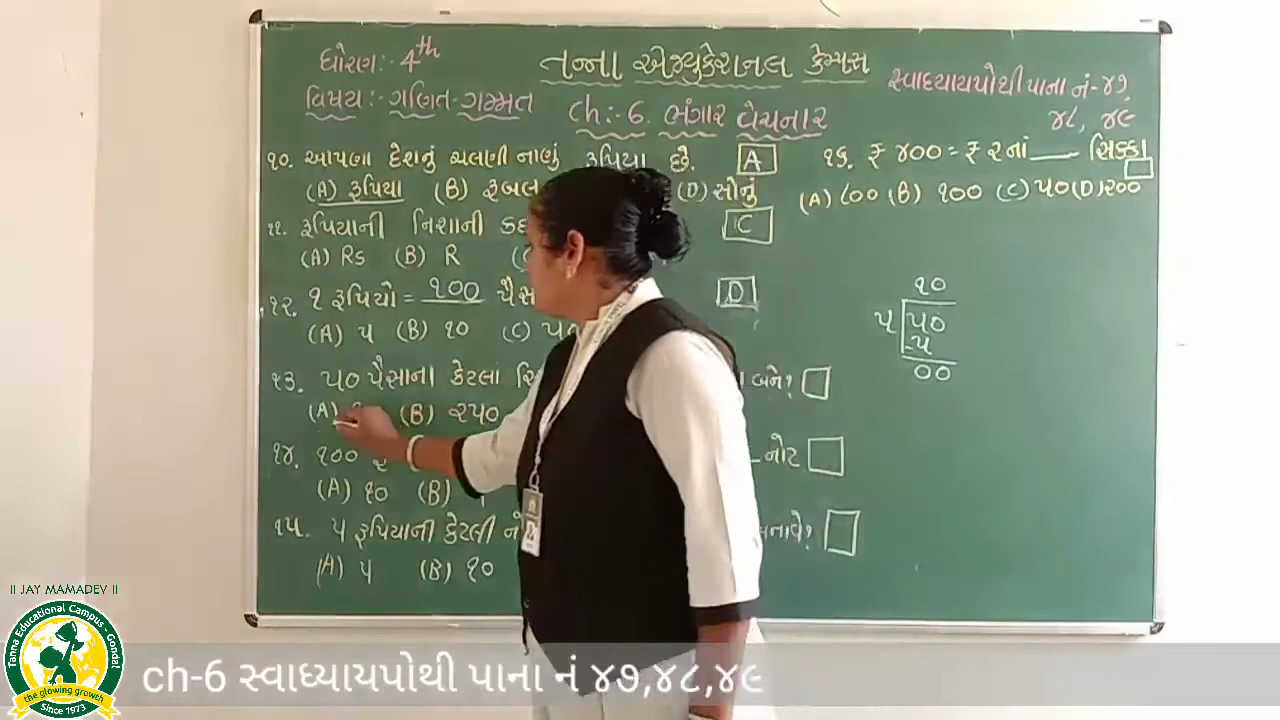 ધોરણ:- 4th
તન્ના એજ્યુકેશનલ કેમ્પસ
વિષય:- ગણિત-ગમ્મત
ch:- 6. ભંગાર વેચનાર
સ્વાધ્યાયપોથી પાના નં-૪૭,
૪૮, ૪૯
૧૦. આપણા દેશનું ચલણી નાણું રૂપિયા છે. A
(A) રૂપિયા (B) રૂબલ (D) સોનું
૧૧. રૂપિયાની નિશાની C
(A) Rs (B) R
૧૨. ૧ રૂપિયો = ૧૦૦ D
(A) ૫ (B) ૧૦ (C) ૫૦
૧૩. ૫૦ પૈસાના કેટલાં બને?
(A) (B) ૨૫૦
૧૪. ૧૦૦ નોટ
(A) ૧૦ (B)
૧૫. ૫ રૂપિયાની કેટલી
(A) ૫ (B) ૧૦
૧૬. ₹ ૪૦૦ = ₹ ૨નાં ____ સિક્કા
(A) ૮૦૦ (B) ૧૦૦ (C) ૫૦ (D) ૨૦૦
૧૦
૫ ૫૦
-૫
૦૦
II JAY MAMADEV II
Tanna Educational Campus - Gondal
the glowing growth
Since 1973
ch-6 સ્વાધ્યાયપોથી પાના નં ૪૭,૪૮,૪૯